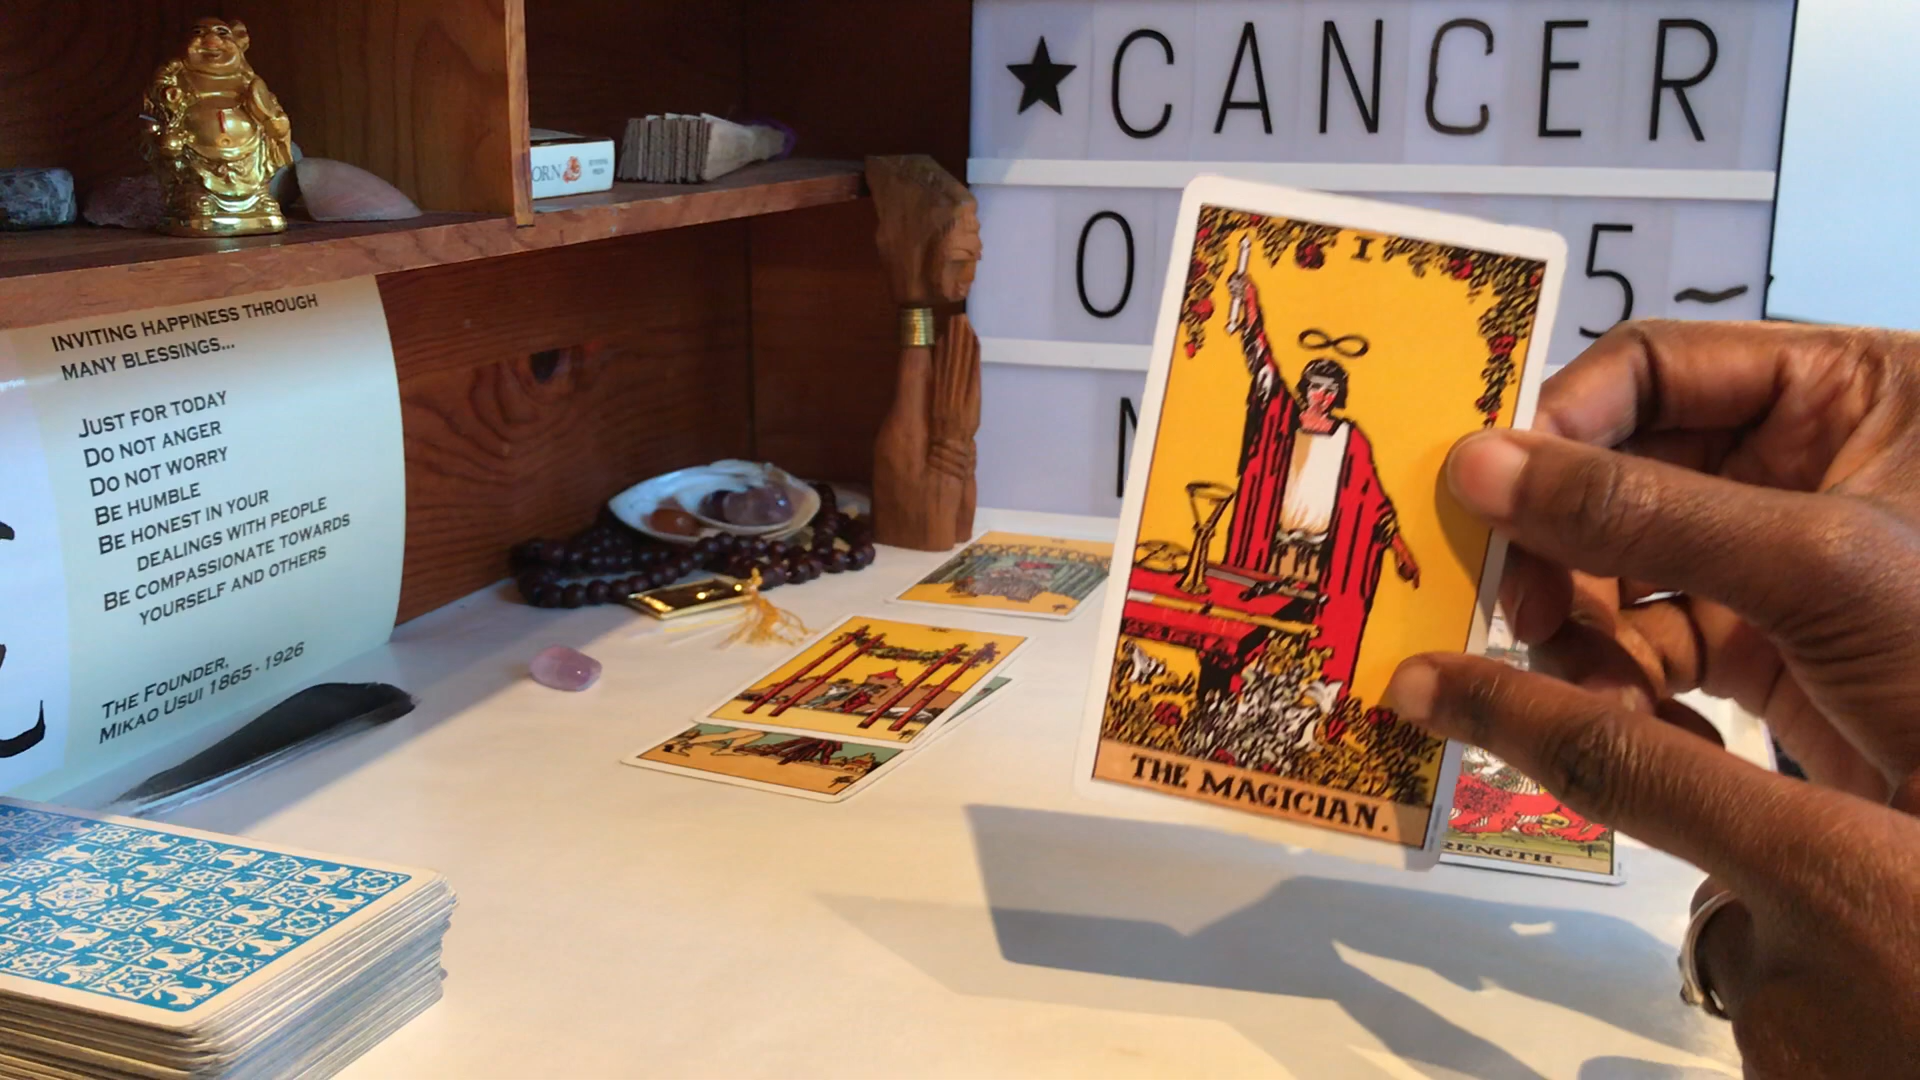 ★CANCER
0 5~
INVITING HAPPINESS THROUGH
MANY BLESSINGS...
JUST FOR TODAY
DO NOT ANGER
DO NOT WORRY
BE HUMBLE
BE HONEST IN YOUR
DEALINGS WITH PEOPLE
BE COMPASSIONATE TOWARDS
YOURSELF AND OTHERS
THE FOUNDER,
MIKAO USUI 1865-1926
ORN
I
THE MAGICIAN.
RENGTH.